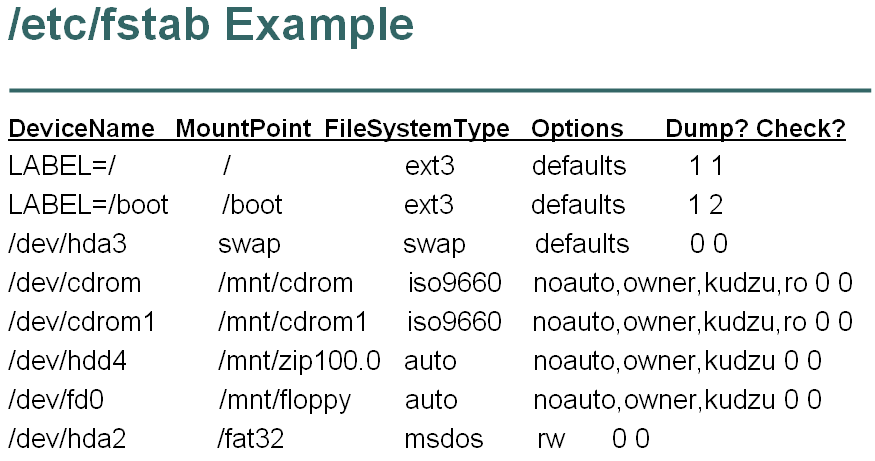 /etc/fstab Example
DeviceName MountPoint FileSystemType Options Dump? Check?
LABEL=/ / ext3 defaults 1 1
LABEL=/boot /boot ext3 defaults 1 2
/dev/hda3 swap swap defaults 0 0
/dev/cdrom /mnt/cdrom iso9660 noauto,owner,kudzu,ro 0 0
/dev/cdrom1 /mnt/cdrom1 iso9660 noauto,owner,kudzu,ro 0 0
/dev/hdd4 /mnt/zip100.0 auto noauto,owner,kudzu 0 0
/dev/fd0 /mnt/floppy auto noauto,owner,kudzu 0 0
/dev/hda2 /fat32 msdos rw 0 0